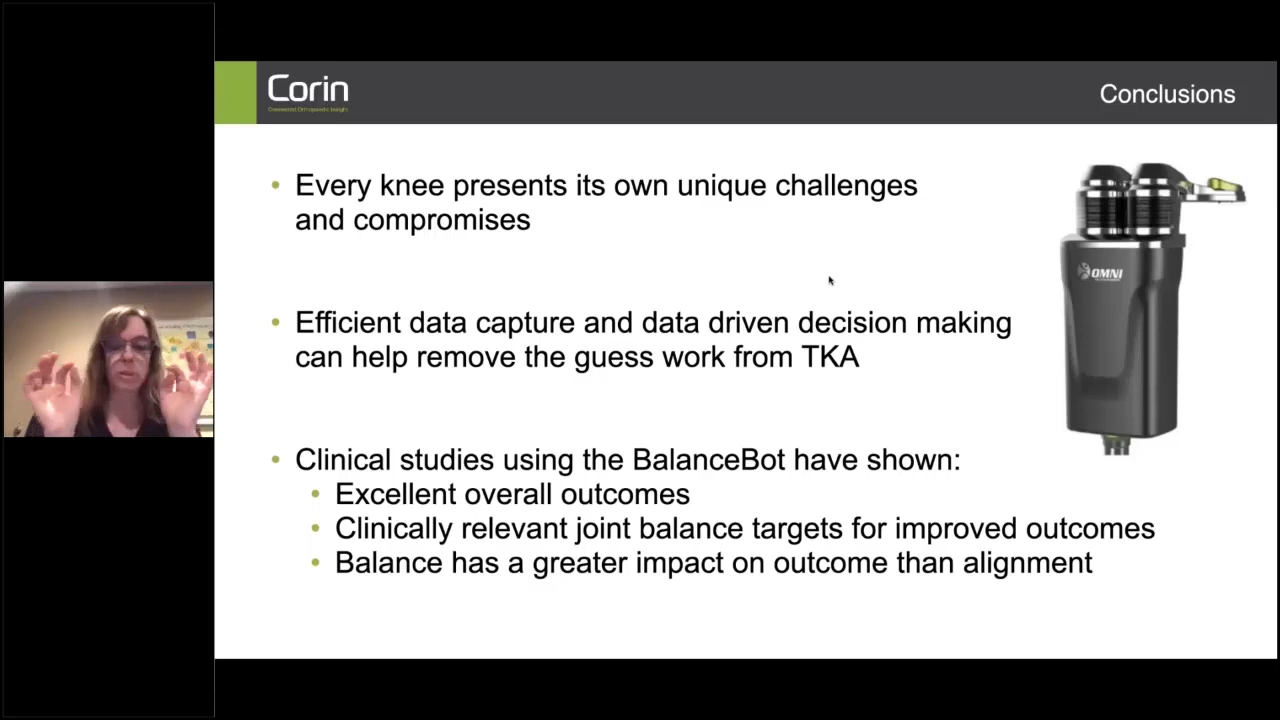 Corin
Connected Orthopaedic Insight
Conclusions
• Every knee presents its own unique challenges
and compromises
• Efficient data capture and data driven decision making
can help remove the guess work from TKA
• Clinical studies using the BalanceBot have shown:
• Excellent overall outcomes
• Clinically relevant joint balance targets for improved outcomes
• Balance has a greater impact on outcome than alignment
OMNI